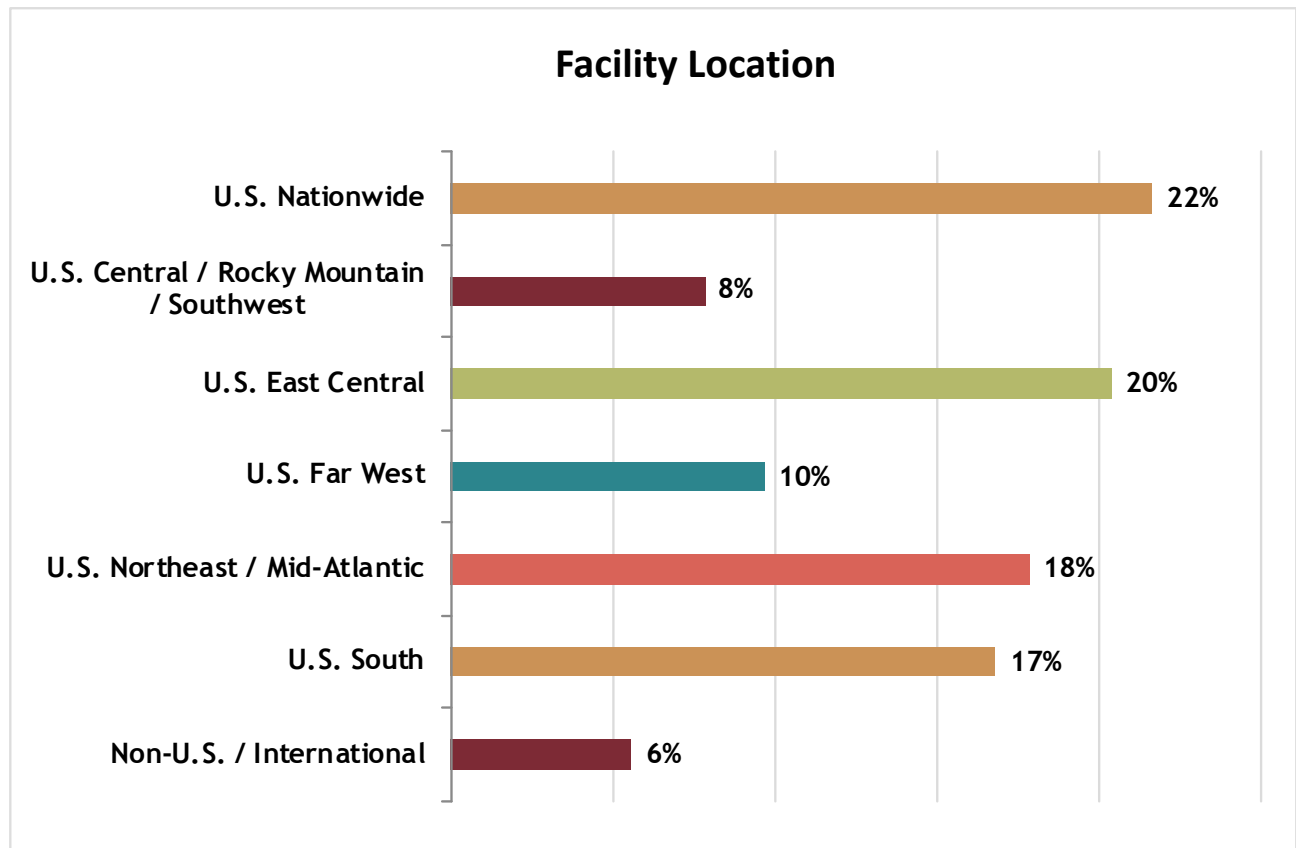 Facility Location
U.S. Nationwide
22%
U.S. Central / Rocky Mountain
/ Southwest
8%
U.S. East Central
20%
U.S. Far West
10%
U.S. Northeast / Mid-Atlantic
18%
U.S. South
17%
Non-U.S. / International
6%